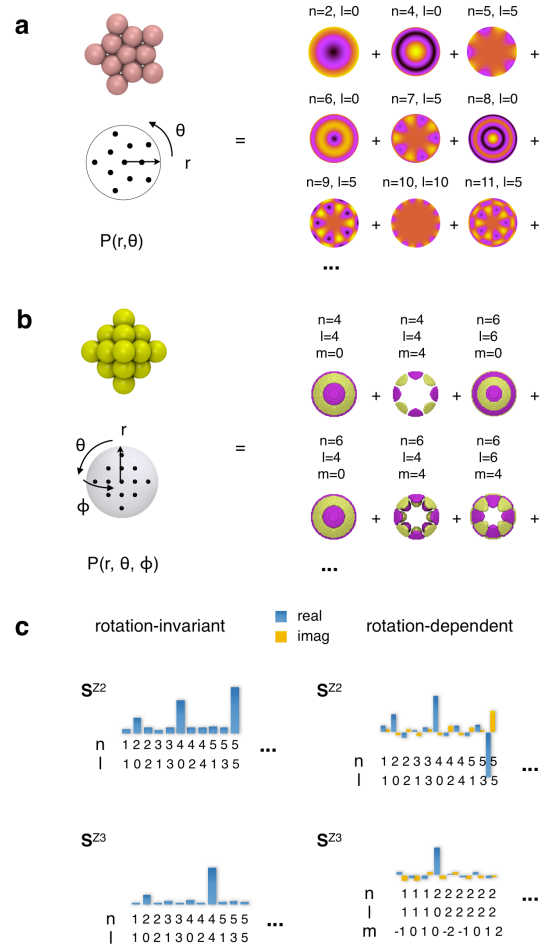 a
n=2, l=0 n=4, l=0 n=5, l=5
+ + +
θ
r
=
n=6, l=0 n=7, l=5 n=8, l=0
+ + +
n=9, l=5 n=10, l=10 n=11, l=5
+ + +
P(r,θ)
...
b
n=4 n=4 n=6
l=4 l=4 l=6
m=0 m=4 m=0
+ + +
r
θ
ϕ
=
n=6 n=6 n=6
l=4 l=4 l=6
m=0 m=4 m=4
+ + +
P(r, θ, ϕ)
...
c
rotation-invariant
real
imag
rotation-dependent
S^Z2
n 1 2 2 3 3 4 4 4 5 5 5
l 1 0 2 1 3 0 2 4 1 3 5
...
S^Z2
n 1 2 2 3 3 4 4 4 5 5 5
l 1 0 2 1 3 0 2 4 1 3 5
...
S^Z3
n 1 2 2 3 3 4 4 4 5 5 5
l 1 0 2 1 3 0 2 4 1 3 5
...
S^Z3
n 1 1 1 2 2 2 2 2 2
l 1 1 1 0 2 2 2 2 2
m -1 0 1 0 -2 -1 0 1 2
...